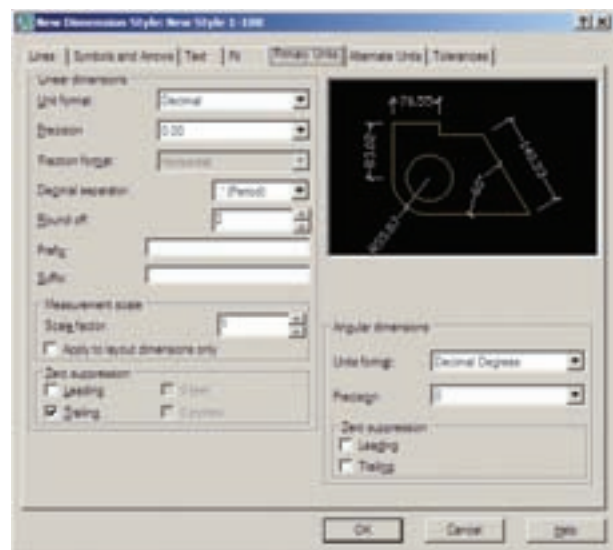 New Dimension Style: New Style 1-100
Lines Symbols and Arrows Text Fit Primary Units Alternate Units Tolerances
Linear dimensions
Unit format: Decimal
Precision 0.00
Fraction format: Horizontal
Decimal separator: '.' (Period)
Round off:
Prefix:
Suffix:
Measurement scale
Scale factor: 1
Apply to layout dimensions only
Zero suppression
Leading 0 feet
Trailing 0 inches
Angular dimensions
Units format: Decimal Degrees
Precision: 0
Zero suppression
Leading
Trailing
OK Cancel Help